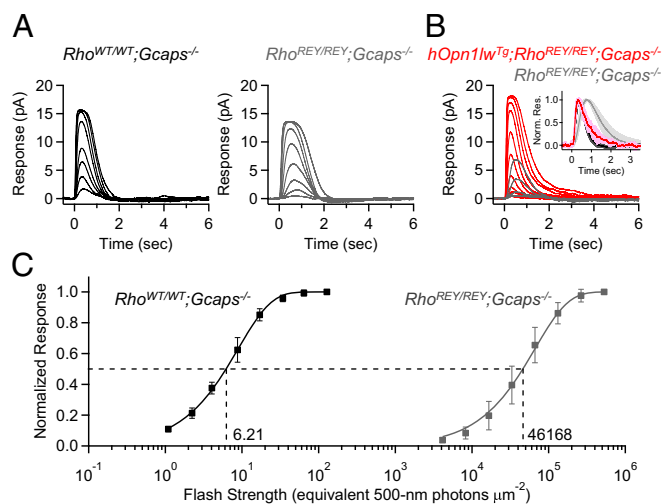 A
Rho^WT/WT;Gcaps^-/-
Rho^REY/REY;Gcaps^-/-
Response (pA)
20
15
10
5
0
0 2 4 6
Time (sec)
Response (pA)
20
15
10
5
0
0 2 4 6
Time (sec)
B
hOpn1lw^Tg;Rho^REY/REY;Gcaps^-/-
Rho^REY/REY;Gcaps^-/-
Response (pA)
20
15
10
5
0
0 2 4 6
Time (sec)
Norm. Res.
1.0
0.5
0.0
0 1 2 3
Time (sec)
C
Rho^WT/WT;Gcaps^-/-
Rho^REY/REY;Gcaps^-/-
Normalized Response
1.0
0.8
0.6
0.4
0.2
0.0
6.21
46168
10^-1 10^0 10^1 10^2 10^3 10^4 10^5 10^6
Flash Strength (equivalent 500-nm photons μm^-2)